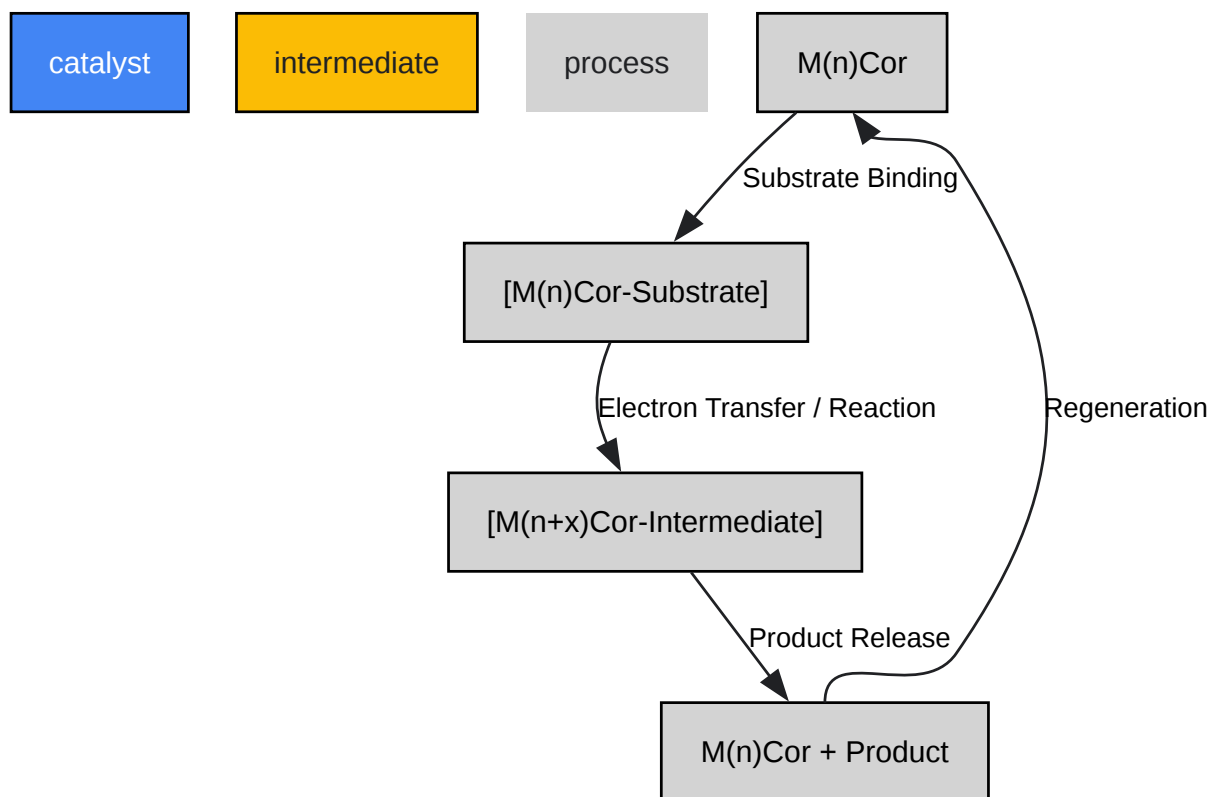 catalyst
intermediate
process
M(n)Cor
Substrate Binding
[M(n)Cor-Substrate]
Electron Transfer / Reaction
Regeneration
[M(n+x)Cor-Intermediate]
Product Release
M(n)Cor + Product